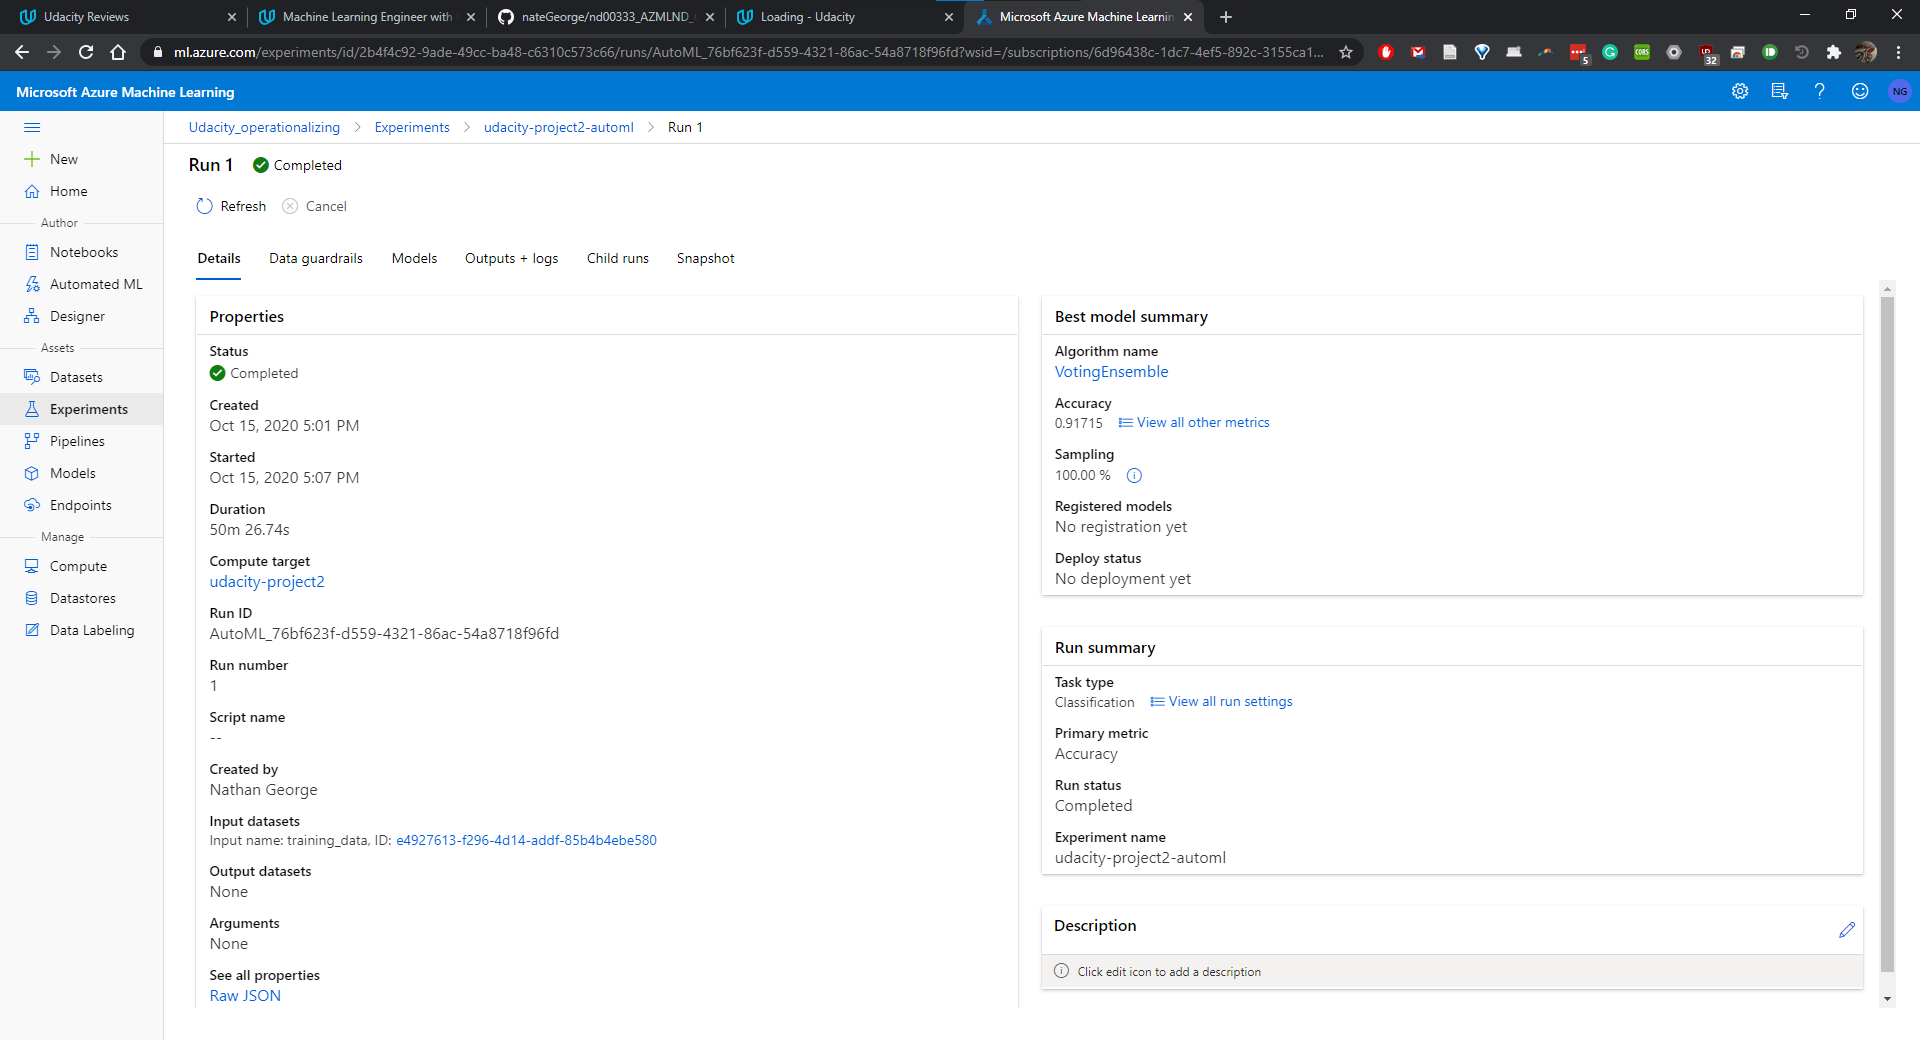 Udacity Reviews
Machine Learning Engineer with
nateGeorge/nd00333_AZMLND_
Loading - Udacity
Microsoft Azure Machine Learnin
ml.azure.com/experiments/id/2b4f4c92-9ade-49cc-ba48-c6310c573c66/runs/AutoML_76bf623f-d559-4321-86ac-54a8718f96fd?wsid=/subscriptions/6d96438c-1dc7-4ef5-892c-3155ca1...
5
CORS
32
Microsoft Azure Machine Learning
NG
Udacity_operationalizing > Experiments > udacity-project2-automl > Run 1
New
Home
Author
Notebooks
Automated ML
Designer
Assets
Datasets
Experiments
Pipelines
Models
Endpoints
Manage
Compute
Datastores
Data Labeling
Run 1 Completed
Refresh Cancel
Details Data guardrails Models Outputs + logs Child runs Snapshot
Properties
Status
Completed
Created
Oct 15, 2020 5:01 PM
Started
Oct 15, 2020 5:07 PM
Duration
50m 26.74s
Compute target
udacity-project2
Run ID
AutoML_76bf623f-d559-4321-86ac-54a8718f96fd
Run number
1
Script name
--
Created by
Nathan George
Input datasets
Input name: training_data, ID: e4927613-f296-4d14-addf-85b4b4ebe580
Output datasets
None
Arguments
None
See all properties
Raw JSON
Best model summary
Algorithm name
VotingEnsemble
Accuracy
0.91715 View all other metrics
Sampling
100.00 %
Registered models
No registration yet
Deploy status
No deployment yet
Run summary
Task type
Classification View all run settings
Primary metric
Accuracy
Run status
Completed
Experiment name
udacity-project2-automl
Description
Click edit icon to add a description